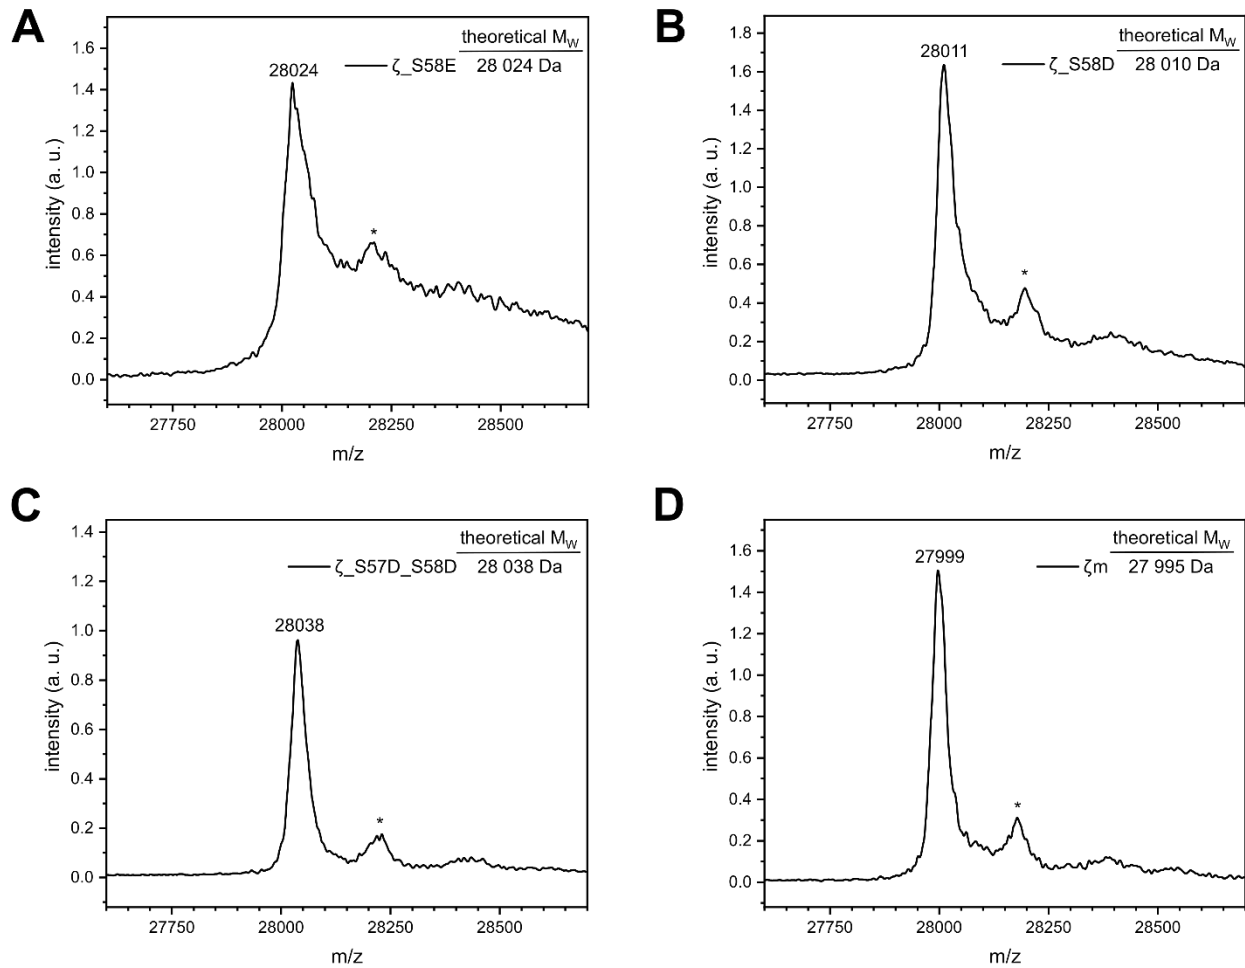 A
theoretical M_W
ζ_S58E 28 024 Da
28024
*
1.6
1.4
1.2
1.0
0.8
0.6
0.4
0.2
0.0
intensity (a. u.)
27750 28000 28250 28500
m/z
B
theoretical M_W
ζ_S58D 28 010 Da
28011
*
1.8
1.6
1.4
1.2
1.0
0.8
0.6
0.4
0.2
0.0
intensity (a. u.)
27750 28000 28250 28500
m/z
C
theoretical M_W
ζ_S57D_S58D 28 038 Da
28038
*
1.4
1.2
1.0
0.8
0.6
0.4
0.2
0.0
intensity (a. u.)
27750 28000 28250 28500
m/z
D
theoretical M_W
ζm 27 995 Da
27999
*
1.6
1.4
1.2
1.0
0.8
0.6
0.4
0.2
0.0
intensity (a. u.)
27750 28000 28250 28500
m/z